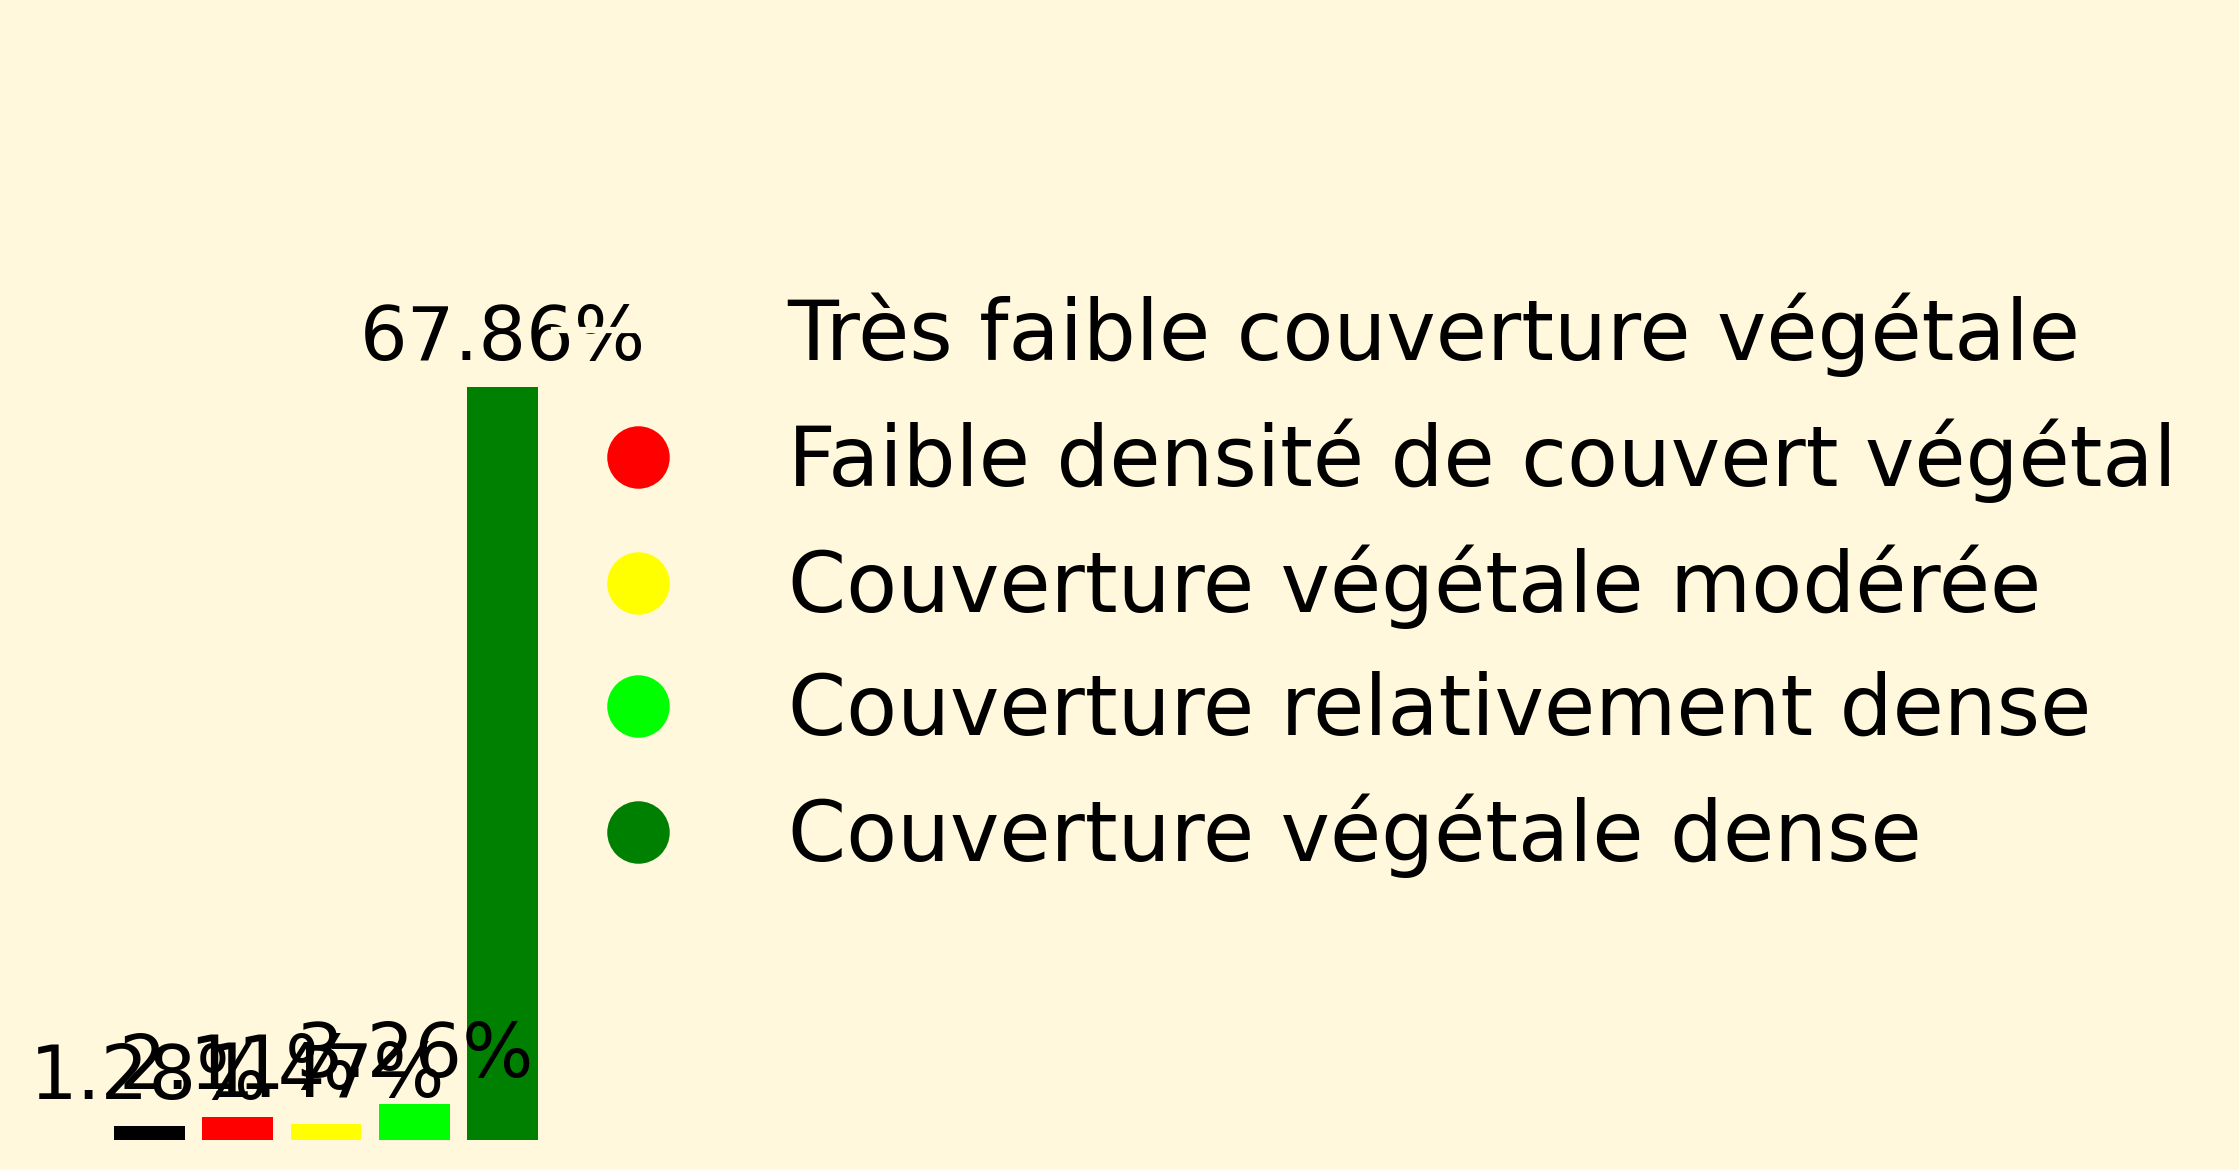 67.86%
Très faible couverture végétale
Faible densité de couvert végétal
Couverture végétale modérée
Couverture relativement dense
Couverture végétale dense
1.28%
2.11%
1.47%
3.26%